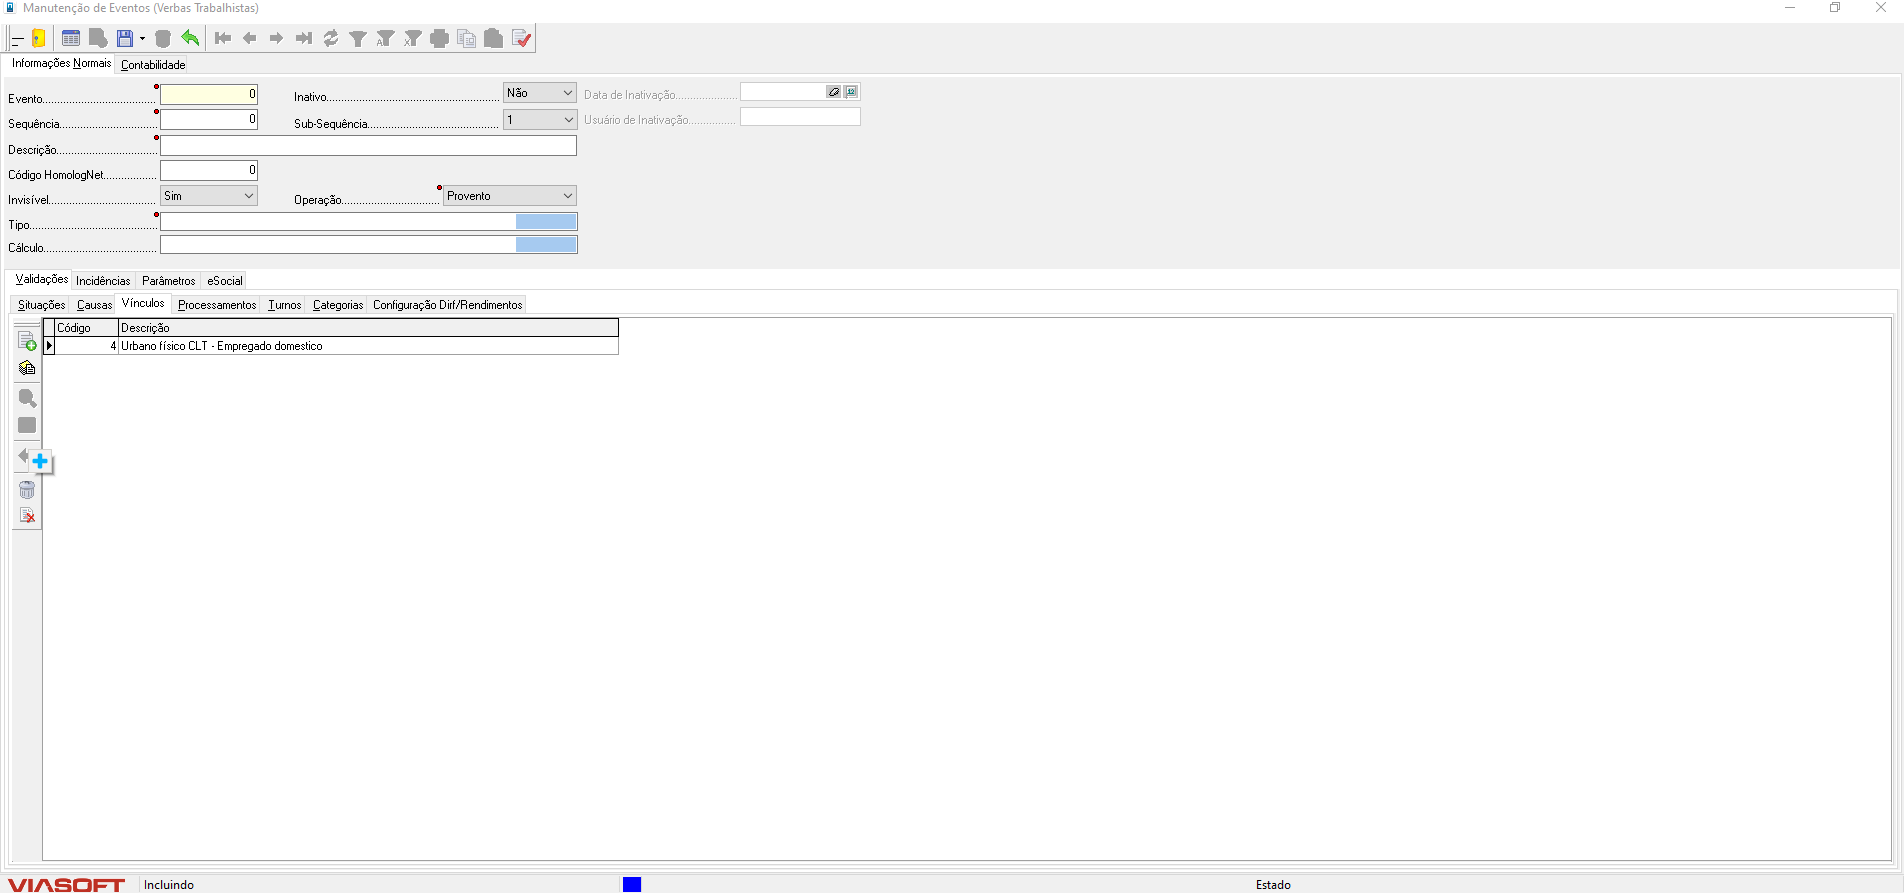 Manutenção de Eventos (Verbas Trabalhistas)
Informações Normais Contabilidade
Evento 0 Inativo Não Data de Inativação
Sequência 0 Sub-Sequência 1 Usuário de Inativação
Descrição
Código HomologNet 0
Invisível Sim Operação Provento
Tipo
Cálculo
Validações Incidências Parâmetros eSocial
Situações Causas Vínculos Processamentos Turnos Categorias Configuração Dirf/Rendimentos
Código Descrição
4 Urbano físico CLT - Empregado domestico
VIASOFT Incluindo Estado